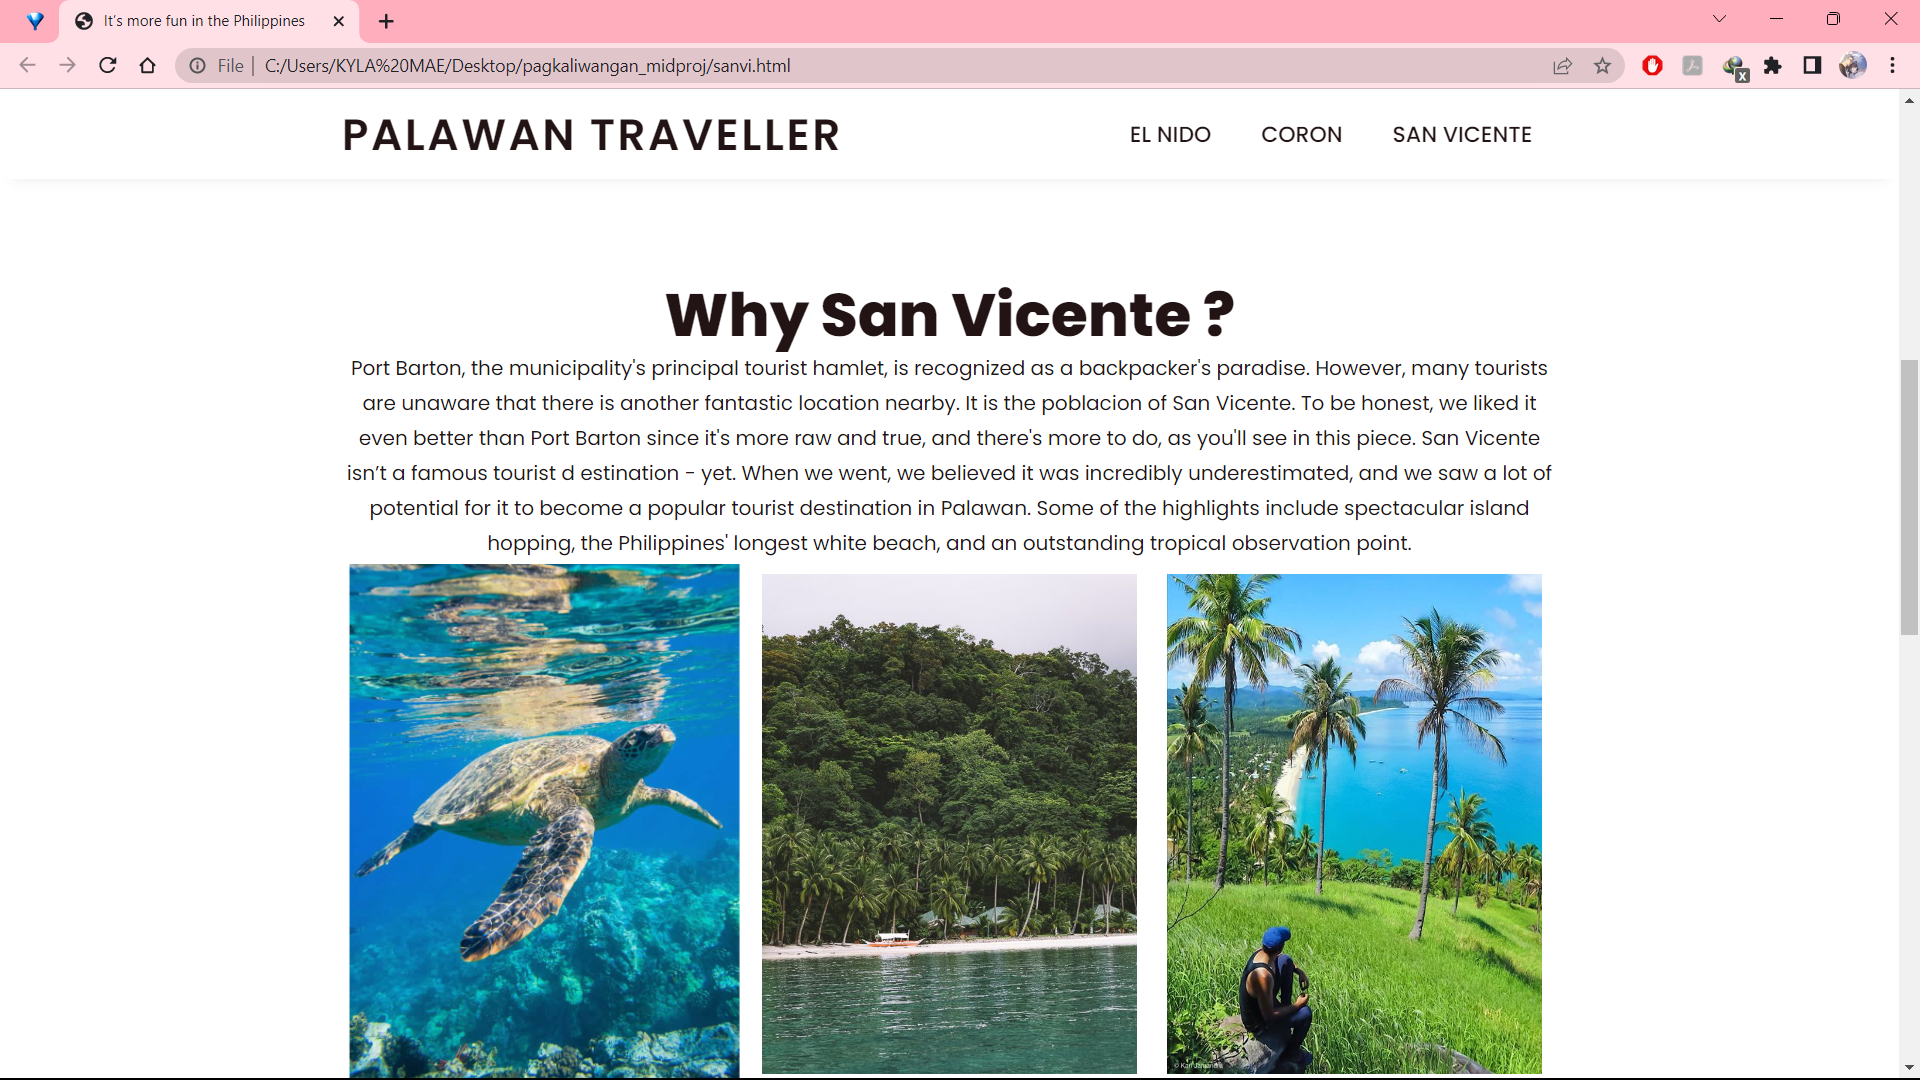 It's more fun in the Philippines
File | C:/Users/KYLA%20MAE/Desktop/pagkaliwangan_midproj/sanvi.html
x
PALAWAN TRAVELLER
EL NIDO CORON SAN VICENTE
Why San Vicente ?
Port Barton, the municipality's principal tourist hamlet, is recognized as a backpacker's paradise. However, many tourists
are unaware that there is another fantastic location nearby. It is the poblacion of San Vicente. To be honest, we liked it
even better than Port Barton since it's more raw and true, and there's more to do, as you'll see in this piece. San Vicente
isn’t a famous tourist d estination - yet. When we went, we believed it was incredibly underestimated, and we saw a lot of
potential for it to become a popular tourist destination in Palawan. Some of the highlights include spectacular island
hopping, the Philippines' longest white beach, and an outstanding tropical observation point.